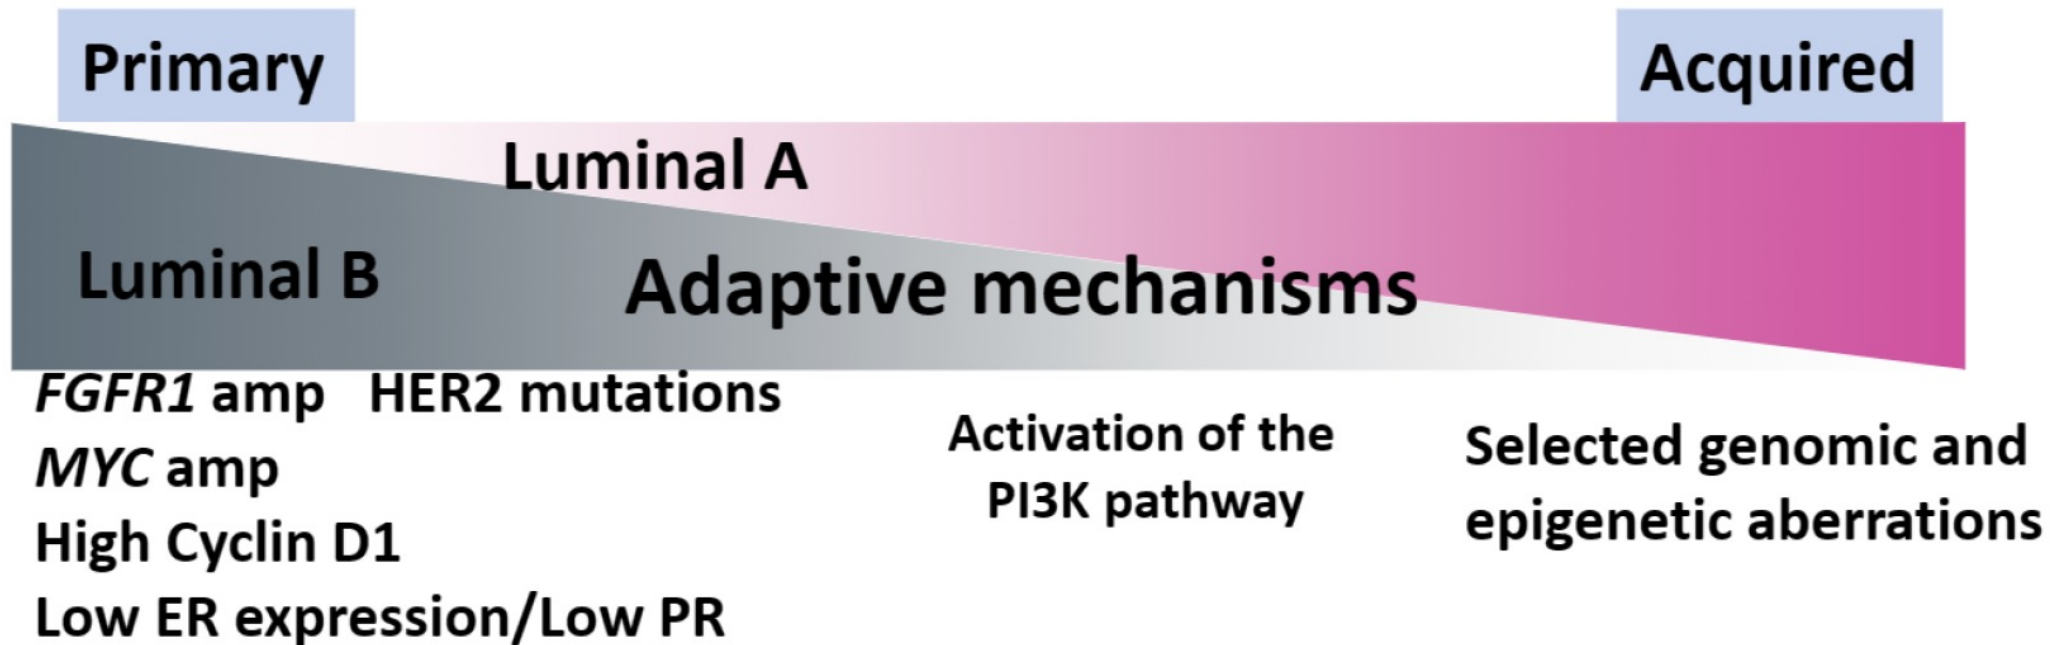 Primary
Acquired
Luminal A
Luminal B
Adaptive mechanisms
FGFR1 amp HER2 mutations
MYC amp
High Cyclin D1
Low ER expression/Low PR
Activation of the
PI3K pathway
Selected genomic and
epigenetic aberrations